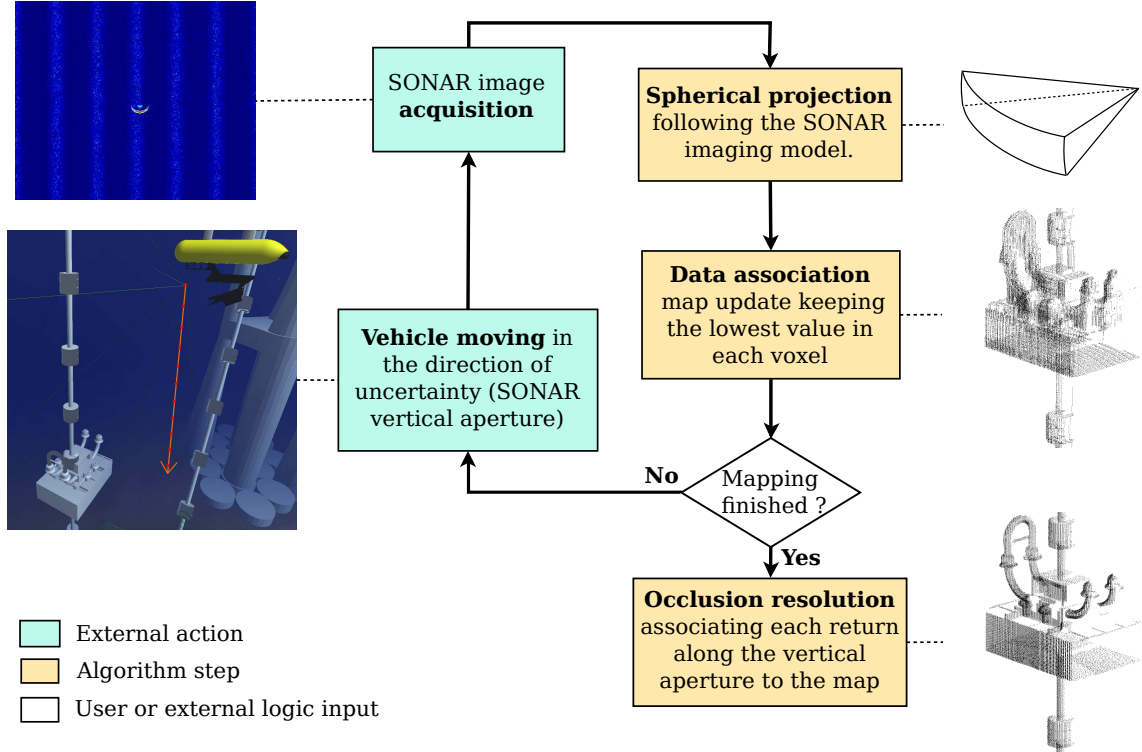 SONAR image
acquisition
Spherical projection
following the SONAR
imaging model.
Data association
map update keeping
the lowest value in
each voxel
Vehicle moving in
the direction of
uncertainty (SONAR
vertical aperture)
No
Mapping
finished ?
Yes
Occlusion resolution
associating each return
along the vertical
aperture to the map
External action
Algorithm step
User or external logic input